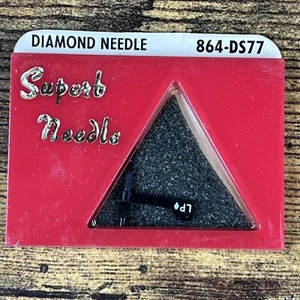 DIAMOND NEEDLE 864-DS77
Superb
Needle
LP♦